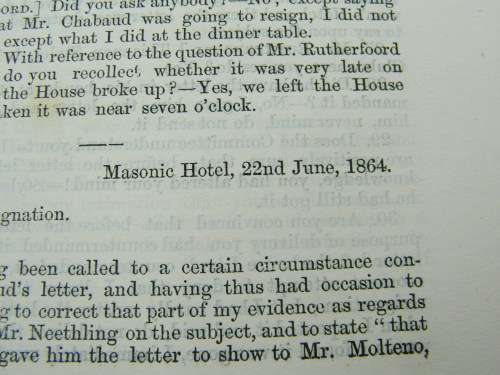 ORD.] Did you ask anybody?—No, except saying
at Mr. Chabaud was going to resign, I did not
except what I did at the dinner table.
With reference to the question of Mr. Rutherfoord
do you recollect, whether it was very late on
the House broke up?—Yes, we left the House
aken it was near seven o'clock.
Masonic Hotel, 22nd June, 1864.
gnation.
g been called to a certain circumstance con-
ud's letter, and having thus had occasion to
g to correct that part of my evidence as regards
Mr. Neethling on the subject, and to state "that
gave him the letter to show to Mr. Molteno,